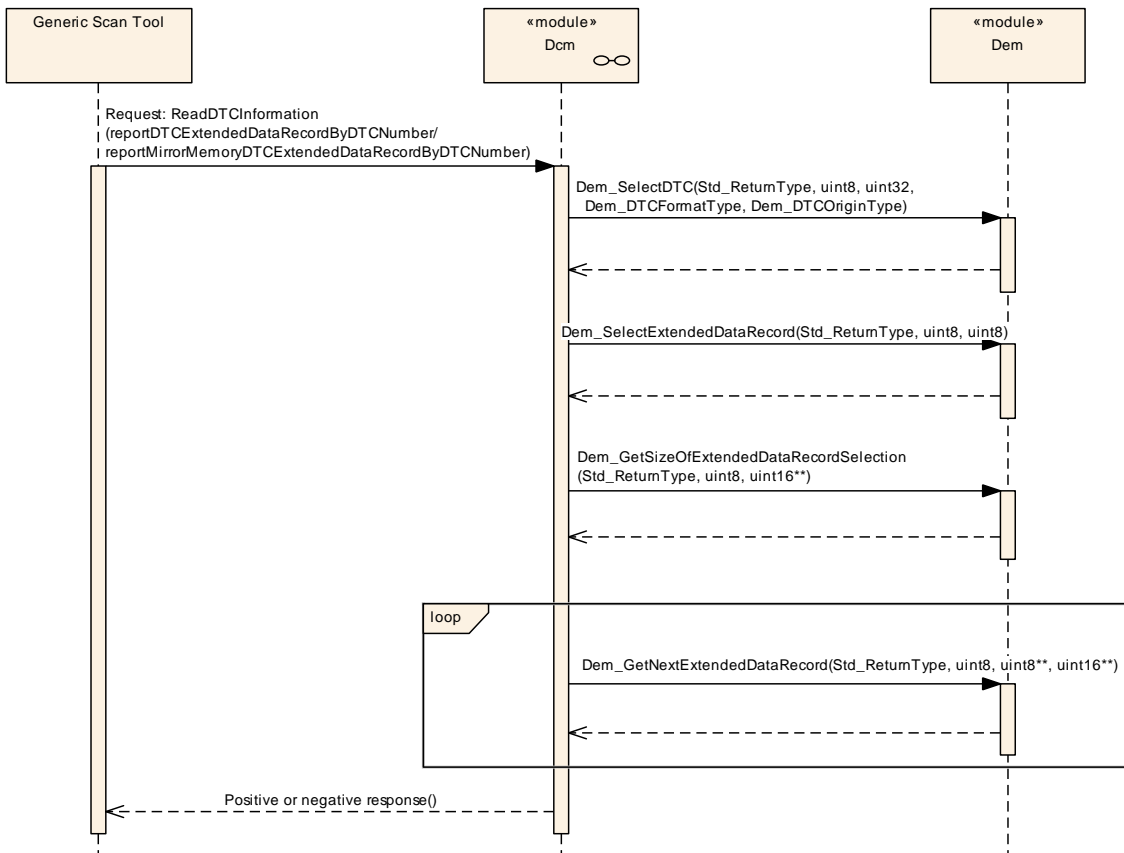 Generic Scan Tool
«module»
Dcm
«module»
Dem
Request: ReadDTCInformation
(reportDTCExtendedDataRecordByDTCNumber/
reportMirrorMemoryDTCExtendedDataRecordByDTCNumber)
Dem_SelectDTC(Std_ReturnType, uint8, uint32,
Dem_DTCFormatType, Dem_DTCOriginType)
Dem_SelectExtendedDataRecord(Std_ReturnType, uint8, uint8)
Dem_GetSizeOfExtendedDataRecordSelection
(Std_ReturnType, uint8, uint16**)
loop
Dem_GetNextExtendedDataRecord(Std_ReturnType, uint8, uint8**, uint16**)
Positive or negative response()